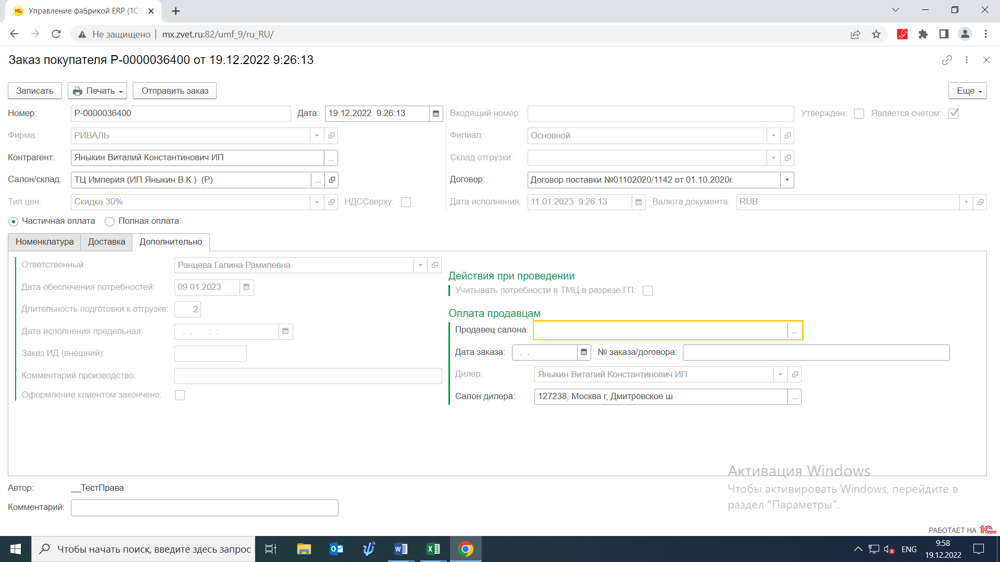 Управление фабрикой ERP (1С:П
Не защищено | mx.zvet.ru:82/umf_9/ru_RU/
Заказ покупателя Р-0000036400 от 19.12.2022 9:26:13
Записать Печать Отправить заказ Еще
Номер: Р-0000036400 Дата: 19.12.2022 9:26:13 Входящий номер: Утвержден: Является счетом:
Фирма: РИВАЛЬ Филиал: Основной
Контрагент: Яныкин Виталий Константинович ИП ... Склад отгрузки:
Салон/склад: ТЦ Империя (ИП Яныкин В.К.) (Р) ... Договор: Договор поставки №01102020/1142 от 01.10.2020г.
Тип цен: Скидка 30% НДССверху: Дата исполнения: 11.01.2023 9:26:13 Валюта документа: RUB
Частичная оплата Полная оплата
Номенклатура Доставка Дополнительно
Ответственный: Ранцева Галина Рамилевна
Действия при проведении
Дата обеспечения потребностей: 09.01.2023 Учитывать потребности в ТМЦ в разрезе ГП:
Длительность подготовки к отгрузке: 2
Оплата продавцам
Дата исполнения предельная: . . : : Продавец салона: ...
Заказ ИД (внешний): Дата заказа: . . № заказа/договора:
Комментарий производство: Дилер: Яныкин Виталий Константинович ИП
Оформление клиентом закончено: Салон дилера: 127238, Москва г, Дмитровское ш ...
Активация Windows
Чтобы активировать Windows, перейдите в
раздел "Параметры".
Автор: __ТестПрава
Комментарий:
РАБОТАЕТ НА 1С
Чтобы начать поиск, введите здесь запрос
ENG 9:58
19.12.2022